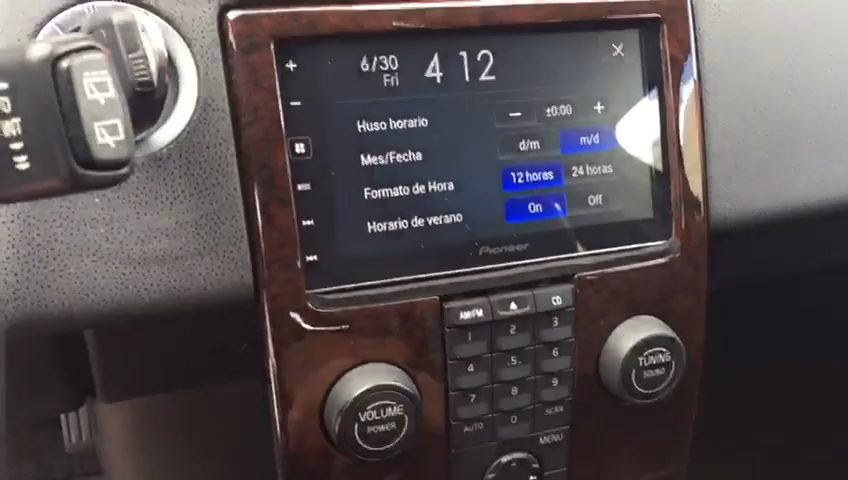 6/30
Fri
4 12
Huso horario
±0:00
Mes/Fecha
d/m
m/d
Formato de Hora
12 horas
24 horas
Horario de verano
On
Off
Pioneer
AM/FM
CD
1
2
3
4
.5.
6
7
8
9
AUTO
0
SCAN
MENU
VOLUME
POWER
TUNING
SOUND
INT